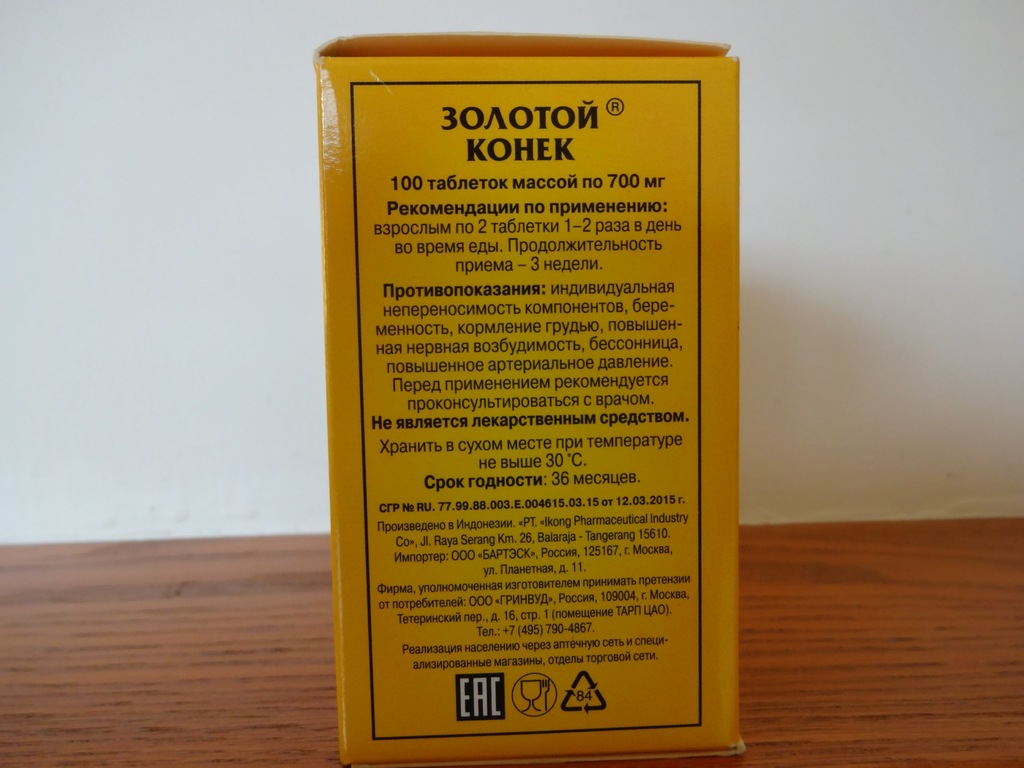 ЗОЛОТОЙ ®
КОНЕК
100 таблеток массой по 700 мг
Рекомендации по применению:
взрослым по 2 таблетки 1–2 раза в день
во время еды. Продолжительность
приема – 3 недели.
Противопоказания: индивидуальная
непереносимость компонентов, бере-
менность, кормление грудью, повышен-
ная нервная возбудимость, бессонница,
повышенное артериальное давление.
Перед применением рекомендуется
проконсультироваться с врачом.
Не является лекарственным средством.
Хранить в сухом месте при температуре
не выше 30 °С.
Срок годности: 36 месяцев.
СГР № RU. 77.99.88.003.Е.004615.03.15 от 12.03.2015 г.
Произведено в Индонезии. «PT. «Ikong Pharmaceutical Industry
Co», Jl. Raya Serang Km. 26, Balaraja - Tangerang 15610.
Импортер: ООО «БАРТЭСК», Россия, 125167, г. Москва,
ул. Планетная, д. 11.
Фирма, уполномоченная изготовителем принимать претензии
от потребителей: ООО «ГРИНВУД», Россия, 109004, г. Москва,
Тетеринский пер., д. 16, стр. 1 (помещение ТАРП ЦАО).
Тел.: +7 (495) 790-4867.
Реализация населению через аптечную сеть и специ-
ализированные магазины, отделы торговой сети.
EAC 84